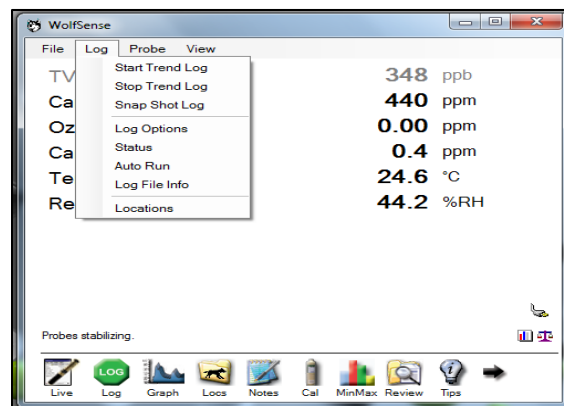 WolfSense
File Log Probe View
Start Trend Log
Stop Trend Log
Snap Shot Log
Log Options
Status
Auto Run
Log File Info
Locations
TV 348 ppb
Ca 440 ppm
Oz 0.00 ppm
Ca 0.4 ppm
Te 24.6 °C
Re 44.2 %RH
Probes stabilizing.
LOG
Live Log Graph Locs Notes Cal MinMax Review Tips